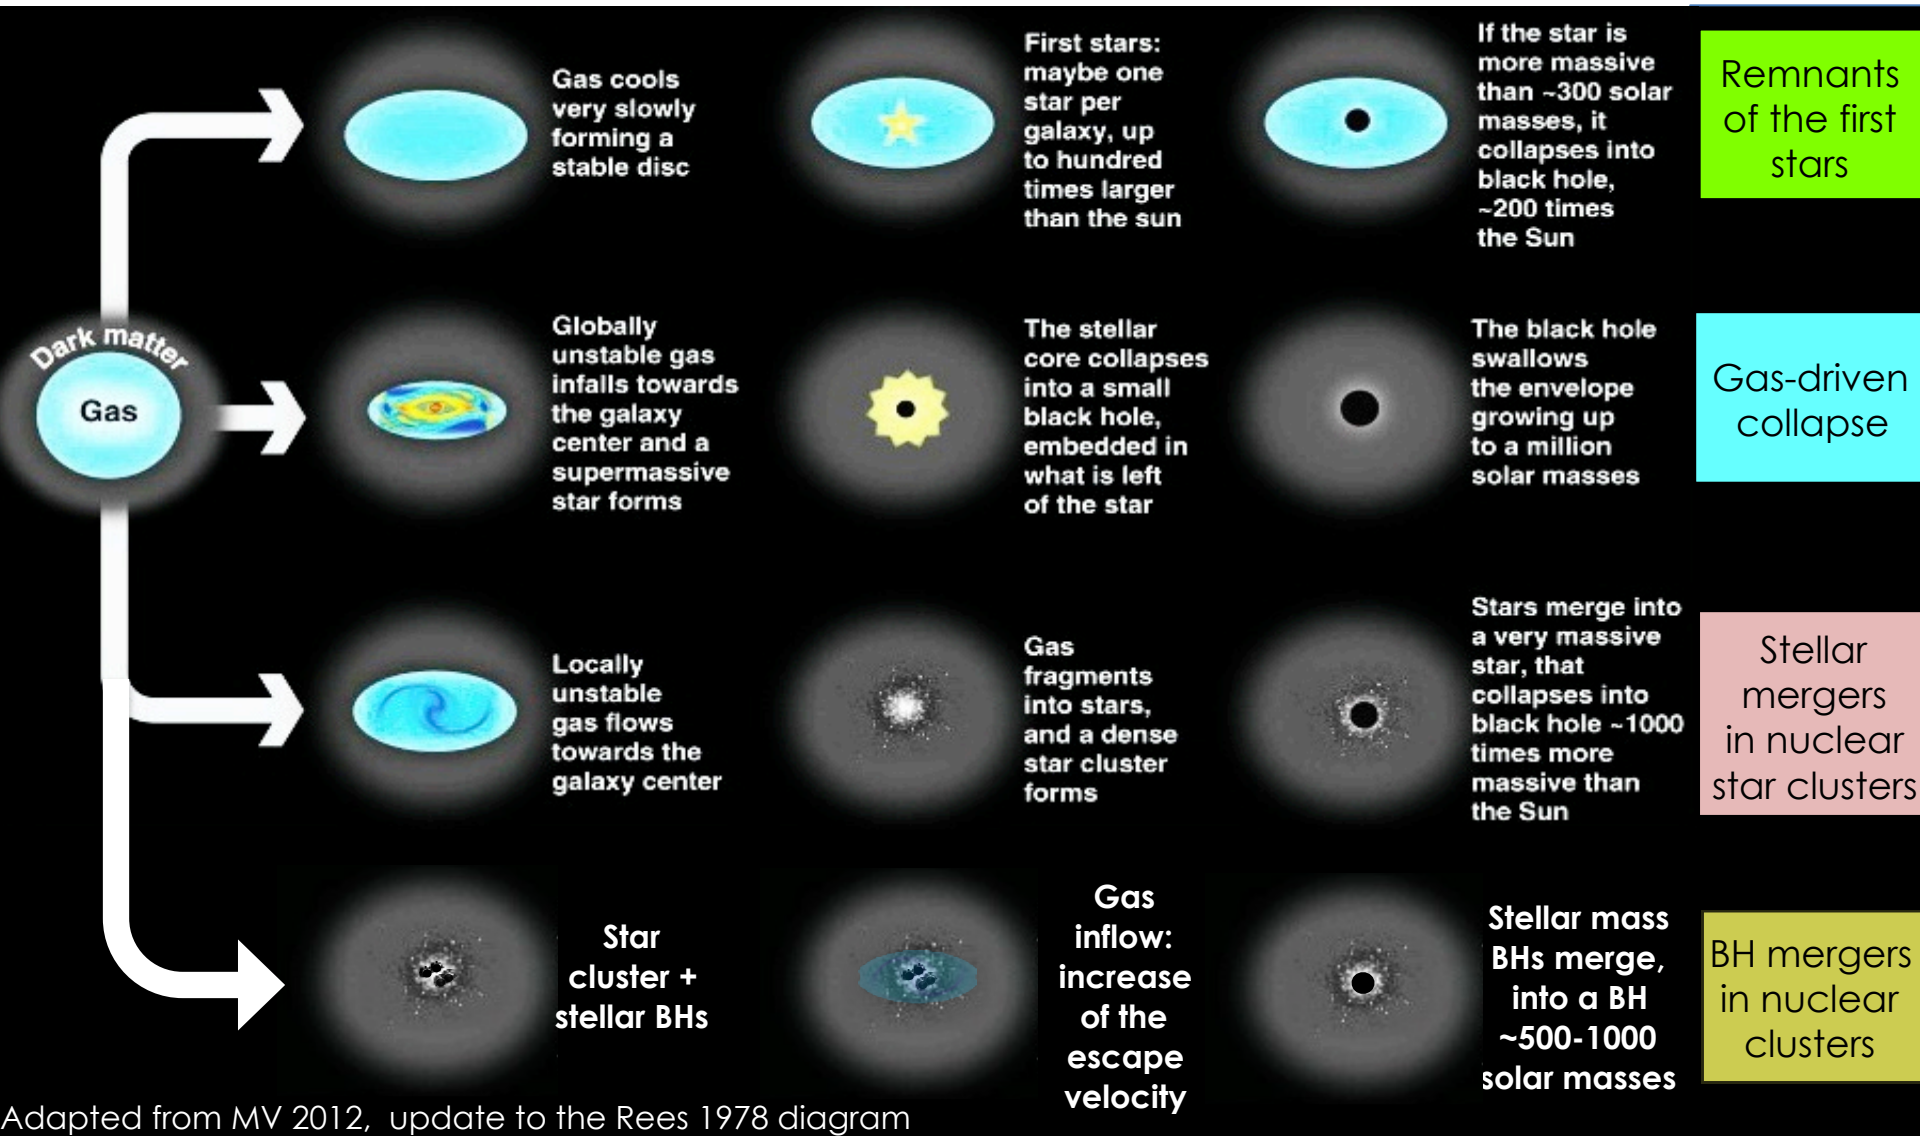 Gas cools
very slowly
forming a
stable disc
First stars:
maybe one
star per
galaxy, up
to hundred
times larger
than the sun
If the star is
more massive
than ~300 solar
masses, it
collapses into
black hole,
~200 times
the Sun
Remnants
of the first
stars
Dark matter
Gas
Globally
unstable gas
infalls towards
the galaxy
center and a
supermassive
star forms
The stellar
core collapses
into a small
black hole,
embedded in
what is left
of the star
The black hole
swallows
the envelope
growing up
to a million
solar masses
Gas-driven
collapse
Locally
unstable
gas flows
towards the
galaxy center
Gas
fragments
into stars,
and a dense
star cluster
forms
Stars merge into
a very massive
star, that
collapses into
black hole ~1000
times more
massive than
the Sun
Stellar
mergers
in nuclear
star clusters
Star
cluster +
stellar BHs
Gas
inflow:
increase
of the
escape
velocity
Stellar mass
BHs merge,
into a BH
~500-1000
solar masses
BH mergers
in nuclear
clusters
Adapted from MV 2012, update to the Rees 1978 diagram